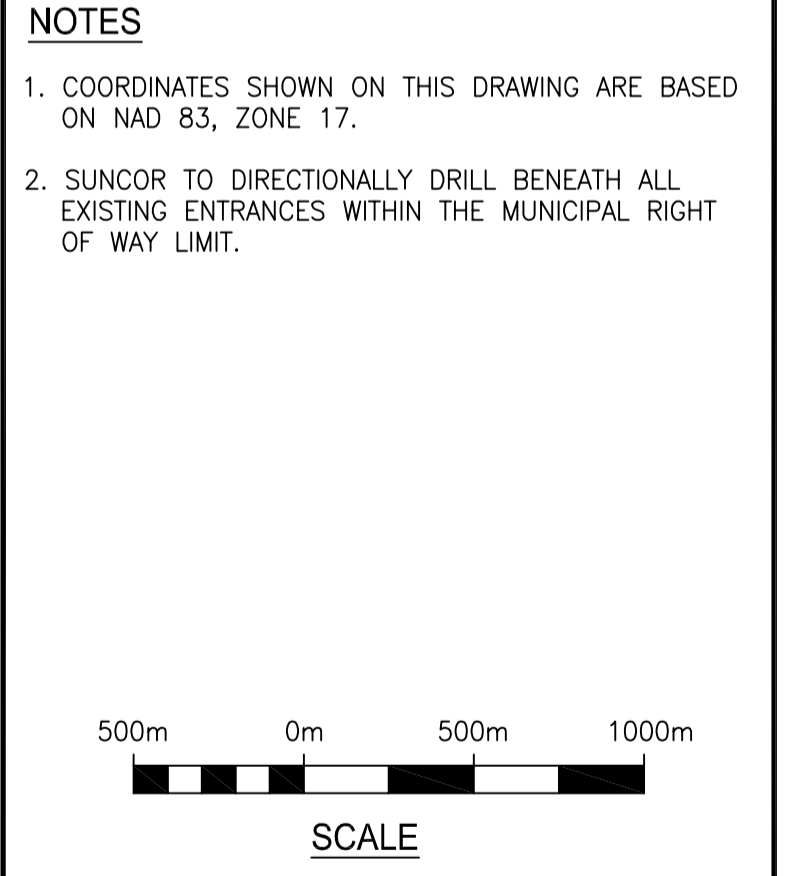 NOTES
1. COORDINATES SHOWN ON THIS DRAWING ARE BASED
ON NAD 83, ZONE 17.
2. SUNCOR TO DIRECTIONALLY DRILL BENEATH ALL
EXISTING ENTRANCES WITHIN THE MUNICIPAL RIGHT
OF WAY LIMIT.
500m 0m 500m 1000m
SCALE